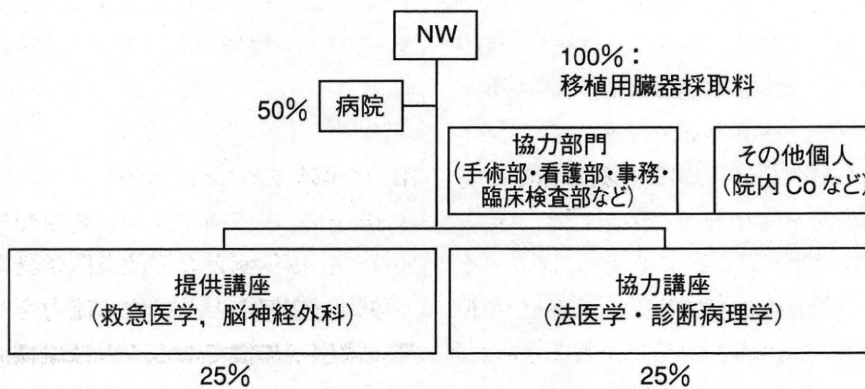 NW
100%:
移植用臓器採取料
50%
病院
協力部門
(手術部・看護部・事務・
臨床検査部など)
その他個人
(院内 Co など)
提供講座
(救急医学,脳神経外科)
協力講座
(法医学・診断病理学)
25%
25%